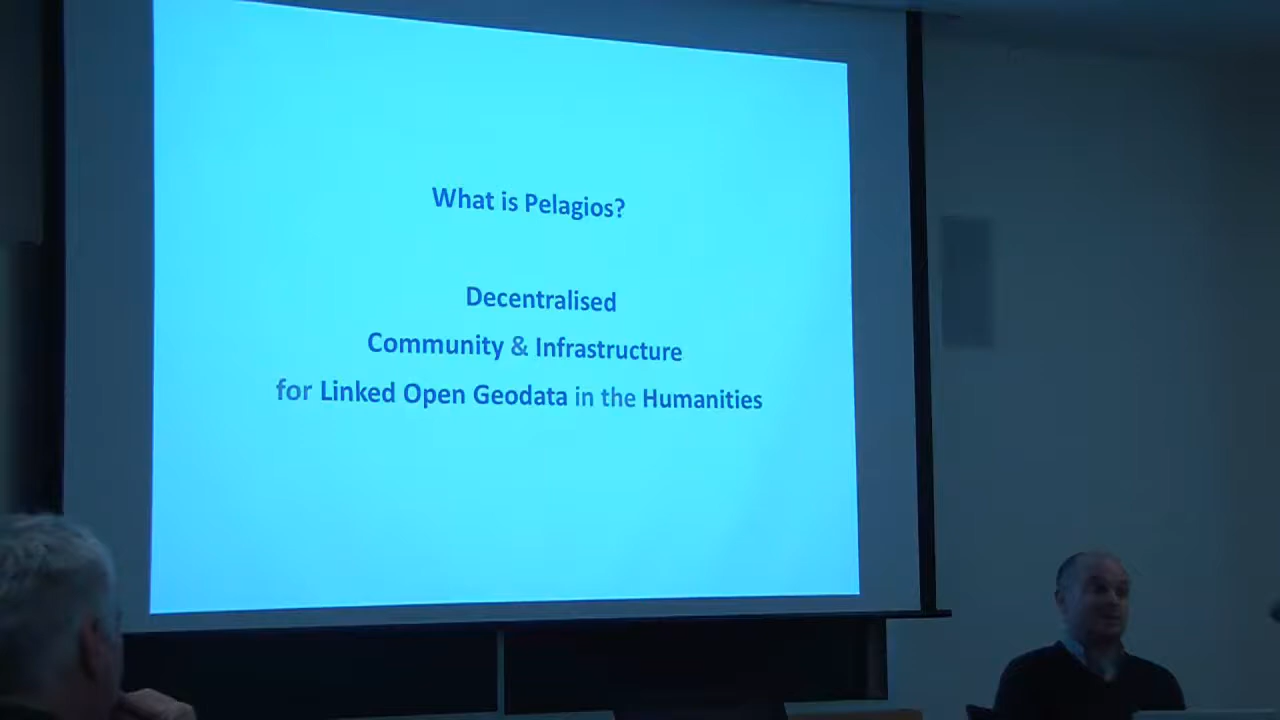 What is Pelagios?
Decentralised
Community & Infrastructure
for Linked Open Geodata in the Humanities